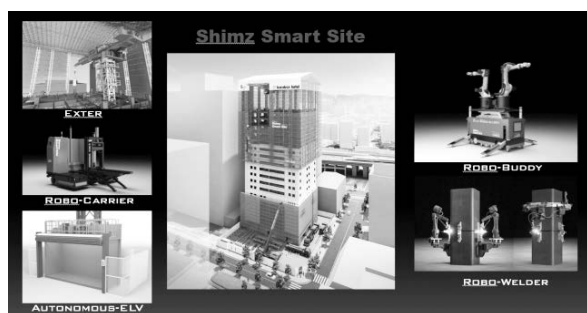 Shimz Smart Site
Exter
Robo-Carrier
Autonomous-ELV
Robo-Buddy
Robo-Welder